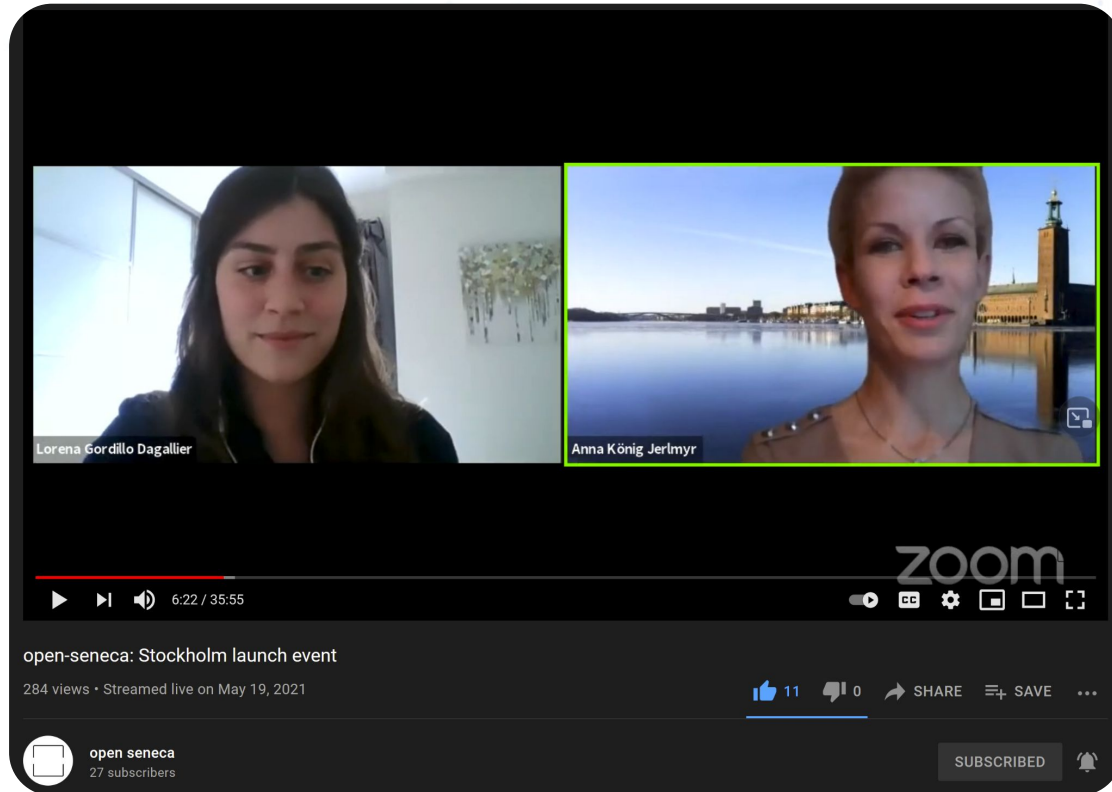 Lorena Gordillo Dagallier
Anna König Jerlmyr
zoom
6:22 / 35:55
CC
open-seneca: Stockholm launch event
284 views • Streamed live on May 19, 2021
11 0 SHARE SAVE
open seneca
27 subscribers
SUBSCRIBED